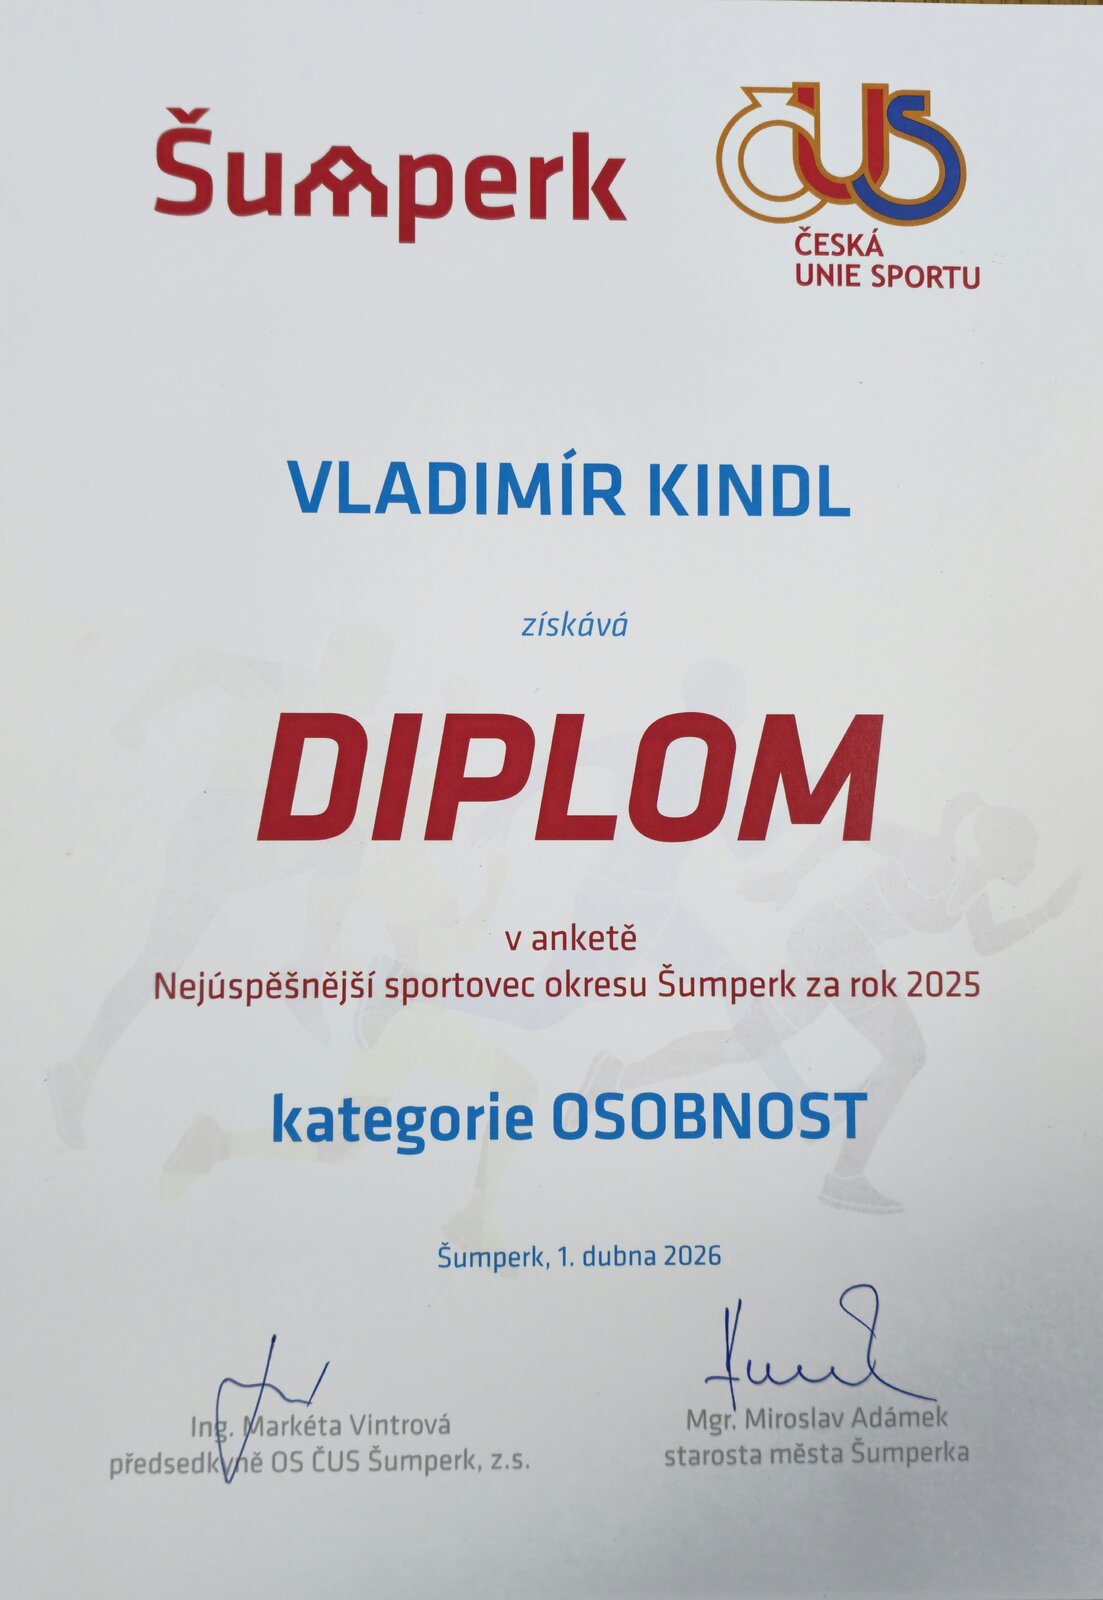 Šumperk
ČUS
ČESKÁ
UNIE SPORTU
VLADIMÍR KINDL
získává
DIPLOM
v anketě
Nejúspěšnější sportovec okresu Šumperk za rok 2025
kategorie OSOBNOST
Šumperk, 1. dubna 2026
Ing. Markéta Vintrová
předsedkyně OS ČUS Šumperk, z.s.
Mgr. Miroslav Adámek
starosta města Šumperka